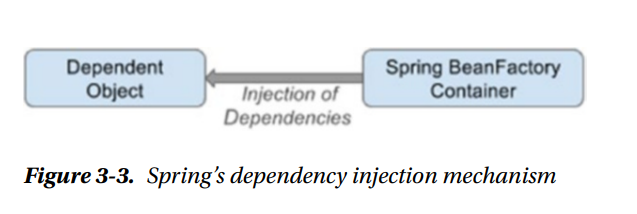 Dependent
Object
Spring BeanFactory
Container
Injection of
Dependencies
Figure 3-3. Spring's dependency injection mechanism